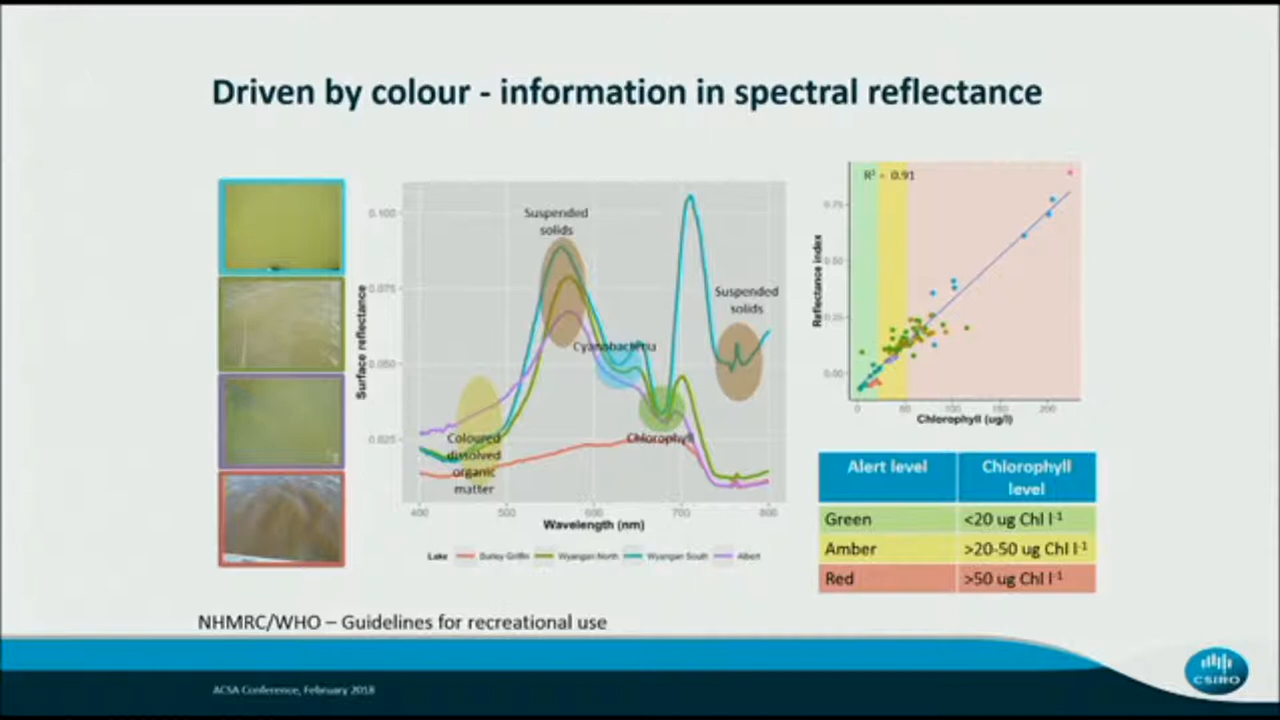 Driven by colour - information in spectral reflectance
Surface reflectance
0.100
0.075
0.050
0.025
Suspended
solids
Cyanobacteria
Suspended
solids
Coloured
dissolved
organic
matter
Chlorophyll
400 500 600 700 800
Wavelength (nm)
Lake Burley Griffin Wyangan North Wyangan South Albert
R² = 0.91
Reflectance index
0.75
0.50
0.25
0.00
0 50 100 150 200
Chlorophyll (ug/l)
Alert level Chlorophyll
level
Green <20 ug Chl l-1
Amber >20-50 ug Chl l-1
Red >50 ug Chl l-1
NHMRC/WHO – Guidelines for recreational use
ACSA Conference, February 2018
CSIRO